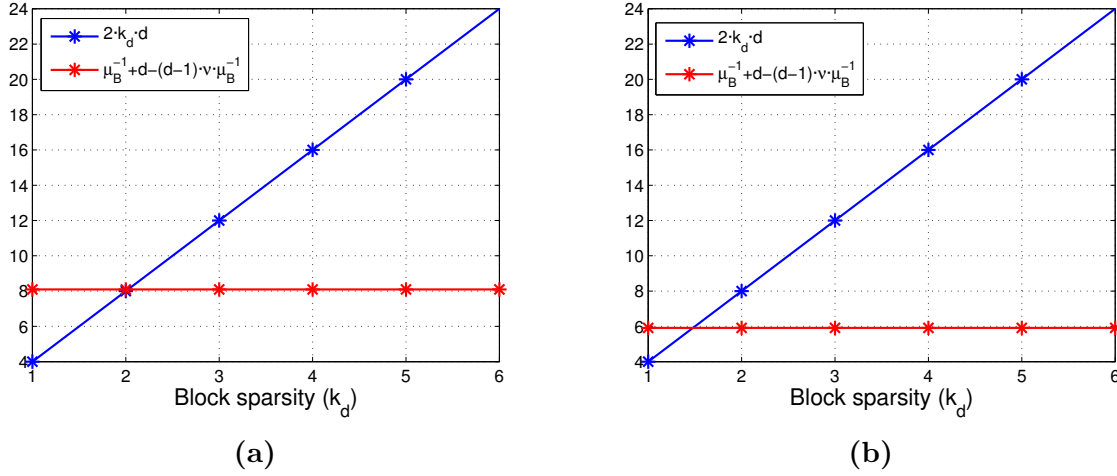 24
22
20
18
16
14
12
10
8
6
4
1 2 3 4 5 6
2·k_d·d
μ_B^{-1}+d−(d−1)·ν·μ_B^{-1}
Block sparsity (k_d)
(a)
24
22
20
18
16
14
12
10
8
6
4
1 2 3 4 5 6
2·k_d·d
μ_B^{-1}+d−(d−1)·ν·μ_B^{-1}
Block sparsity (k_d)
(b)